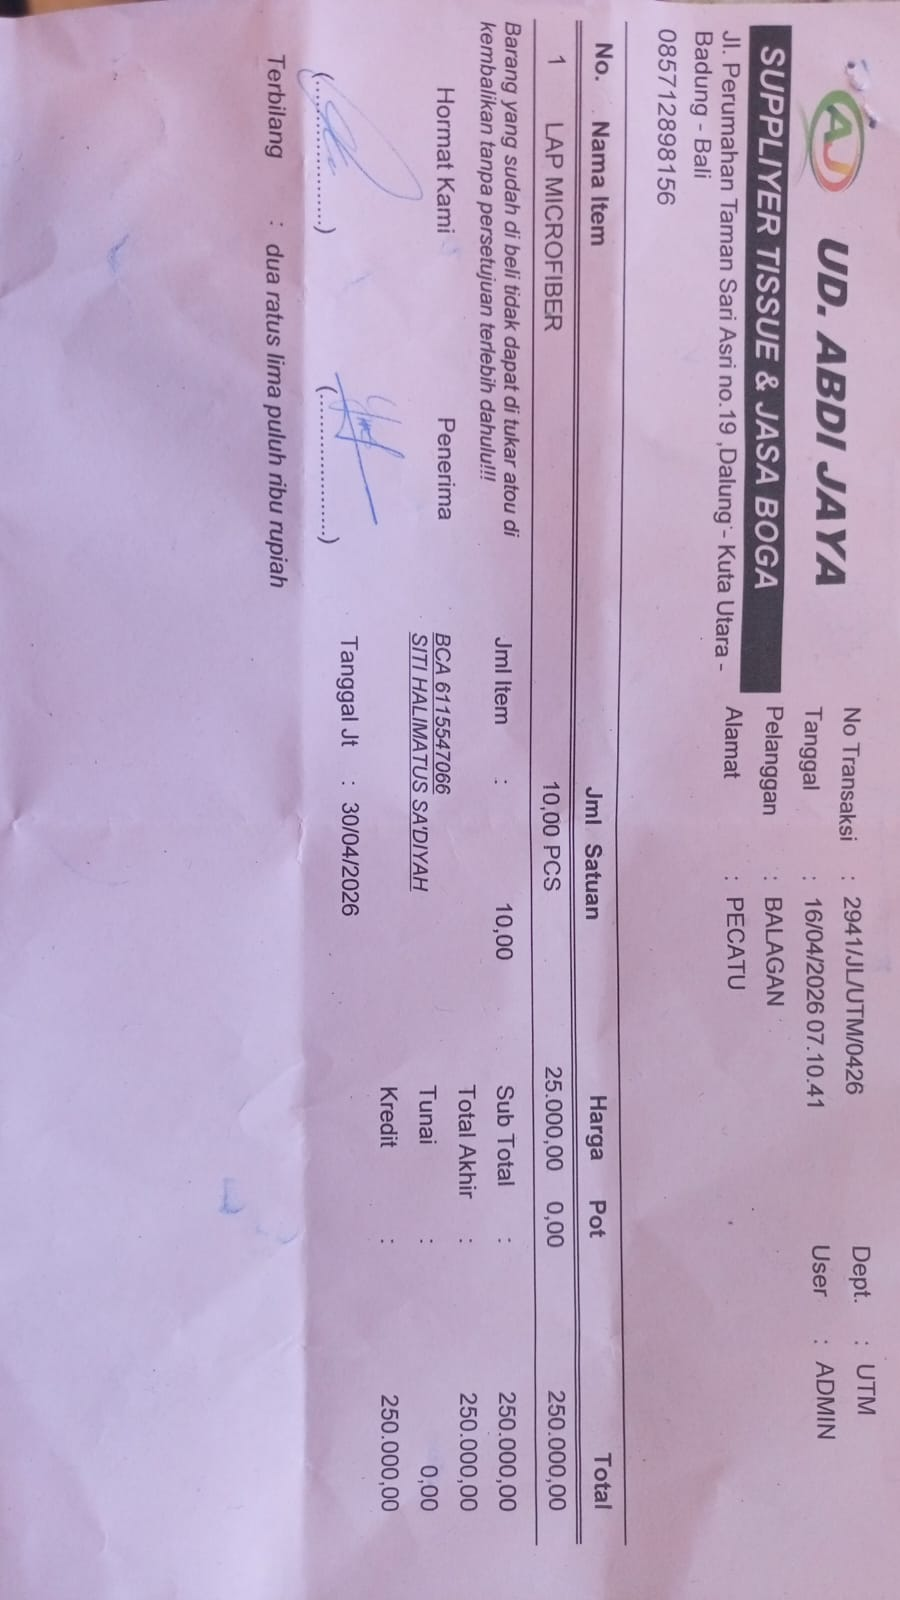 AJ
UD. ABDI JAYA
SUPPLIYER TISSUE & JASA BOGA
Jl. Perumahan Taman Sari Asri no.19 ,Dalung - Kuta Utara -
Badung - Bali
085712898156
No Transaksi : 2941/JL/UTM/0426
Tanggal : 16/04/2026 07.10.41
Pelanggan : BALAGAN
Alamat : PECATU
Dept. : UTM
User : ADMIN
No. Nama Item Jml Satuan Harga Pot Total
1 LAP MICROFIBER 10,00 PCS 25.000,00 0,00 250.000,00
Barang yang sudah di beli tidak dapat di tukar atou di
kembalikan tanpa persetujuan terlebih dahulu!!!
Hormat Kami Penerima
(..................) (..................)
Jml Item : 10,00
BCA 6115547066
SITI HALIMATUS SA'DIYAH
Tanggal Jt : 30/04/2026
Sub Total : 250.000,00
Total Akhir : 250.000,00
Tunai : 0,00
Kredit : 250.000,00
Terbilang : dua ratus lima puluh ribu rupiah